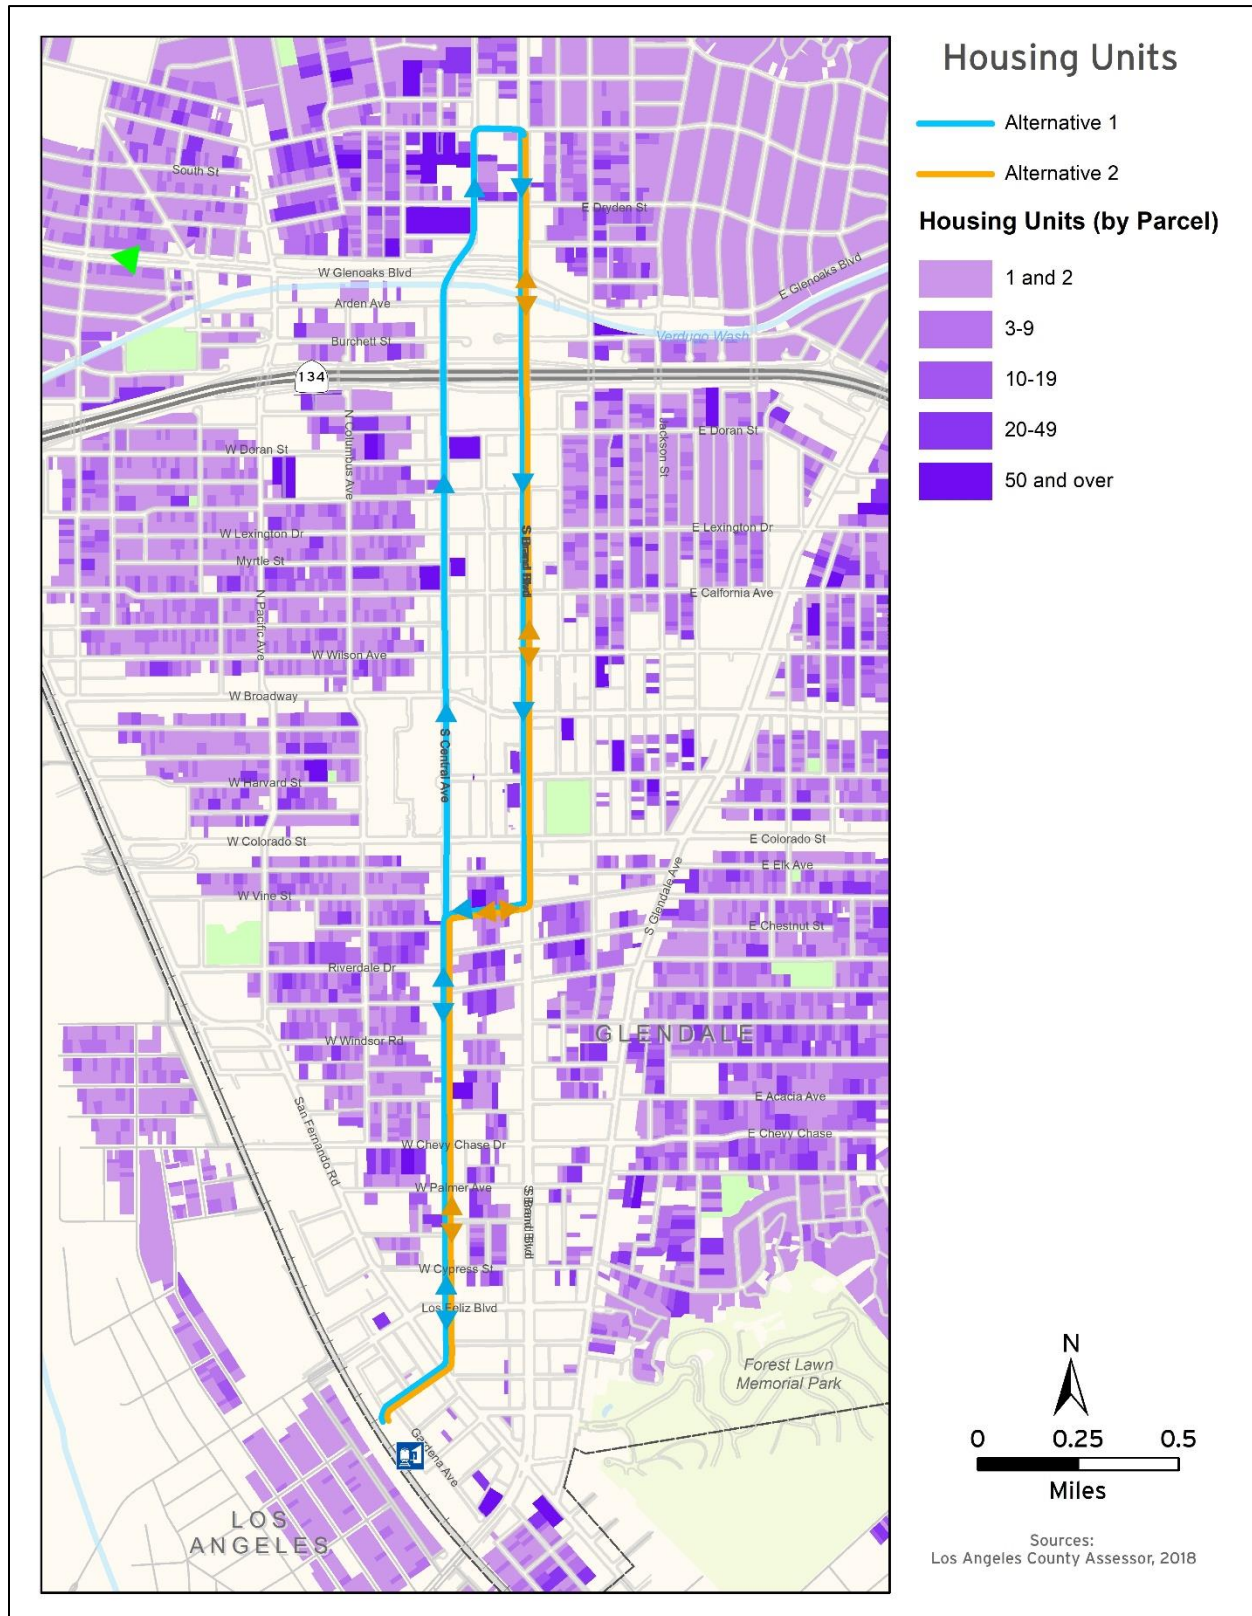 Housing Units
Alternative 1
Alternative 2
Housing Units (by Parcel)
1 and 2
3-9
10-19
20-49
50 and over
South St
E Dryden St
W Glenoaks Blvd
E Glenoaks Blvd
Arden Ave
Verdugo Wash
Burchett St
134
N Columbus Ave
Jackson St
E Doran St
W Doran St
S Brand Blvd
W Lexington Dr
E Lexington Dr
Myrtle St
N Pacific Ave
E Calfornia Ave
W Wilson Ave
W Broadway
S Central Ave
W Harvard St
W Colorado St
E Colorado St
E Elk Ave
S Glendale Ave
W Vine St
E Chestnut St
Riverdale Dr
GLENDALE
W Windsor Rd
San Fernando Rd
E Acacia Ave
W Chevy Chase Dr
E Chevy Chase
W Palmer Ave
S Brand Blvd
W Cypress St
Los Feliz Blvd
Forest Lawn
Memorial Park
Gardena Ave
LOS
ANGELES
N
0 0.25 0.5
Miles
Sources:
Los Angeles County Assessor, 2018